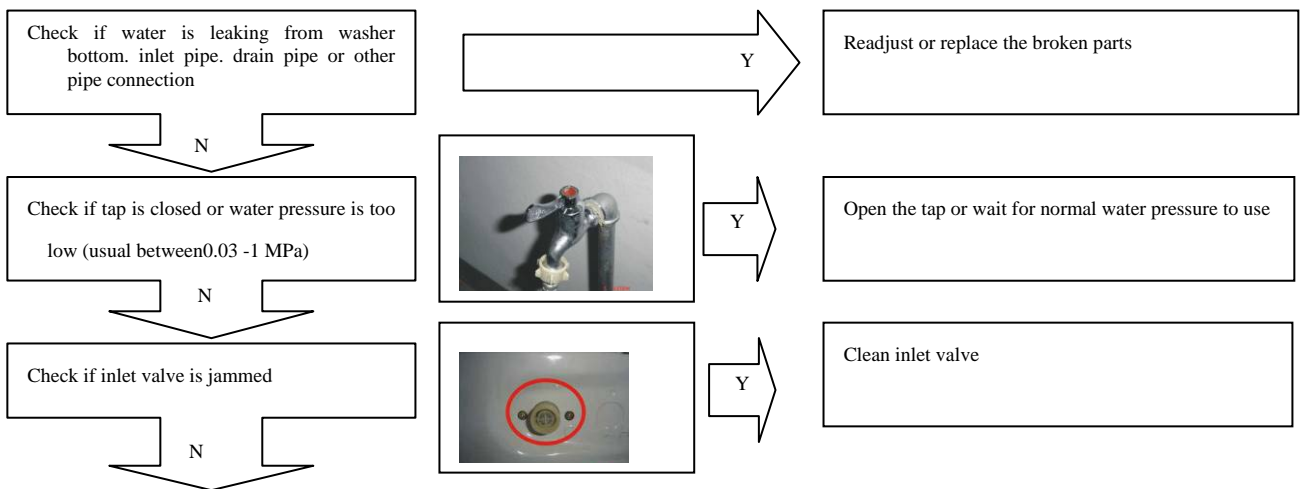 Check if water is leaking from washer
bottom. inlet pipe. drain pipe or other
pipe connection
Y
Readjust or replace the broken parts
N
Check if tap is closed or water pressure is too
low (usual between0.03 -1 MPa)
Y
Open the tap or wait for normal water pressure to use
N
Check if inlet valve is jammed
Y
Clean inlet valve
N